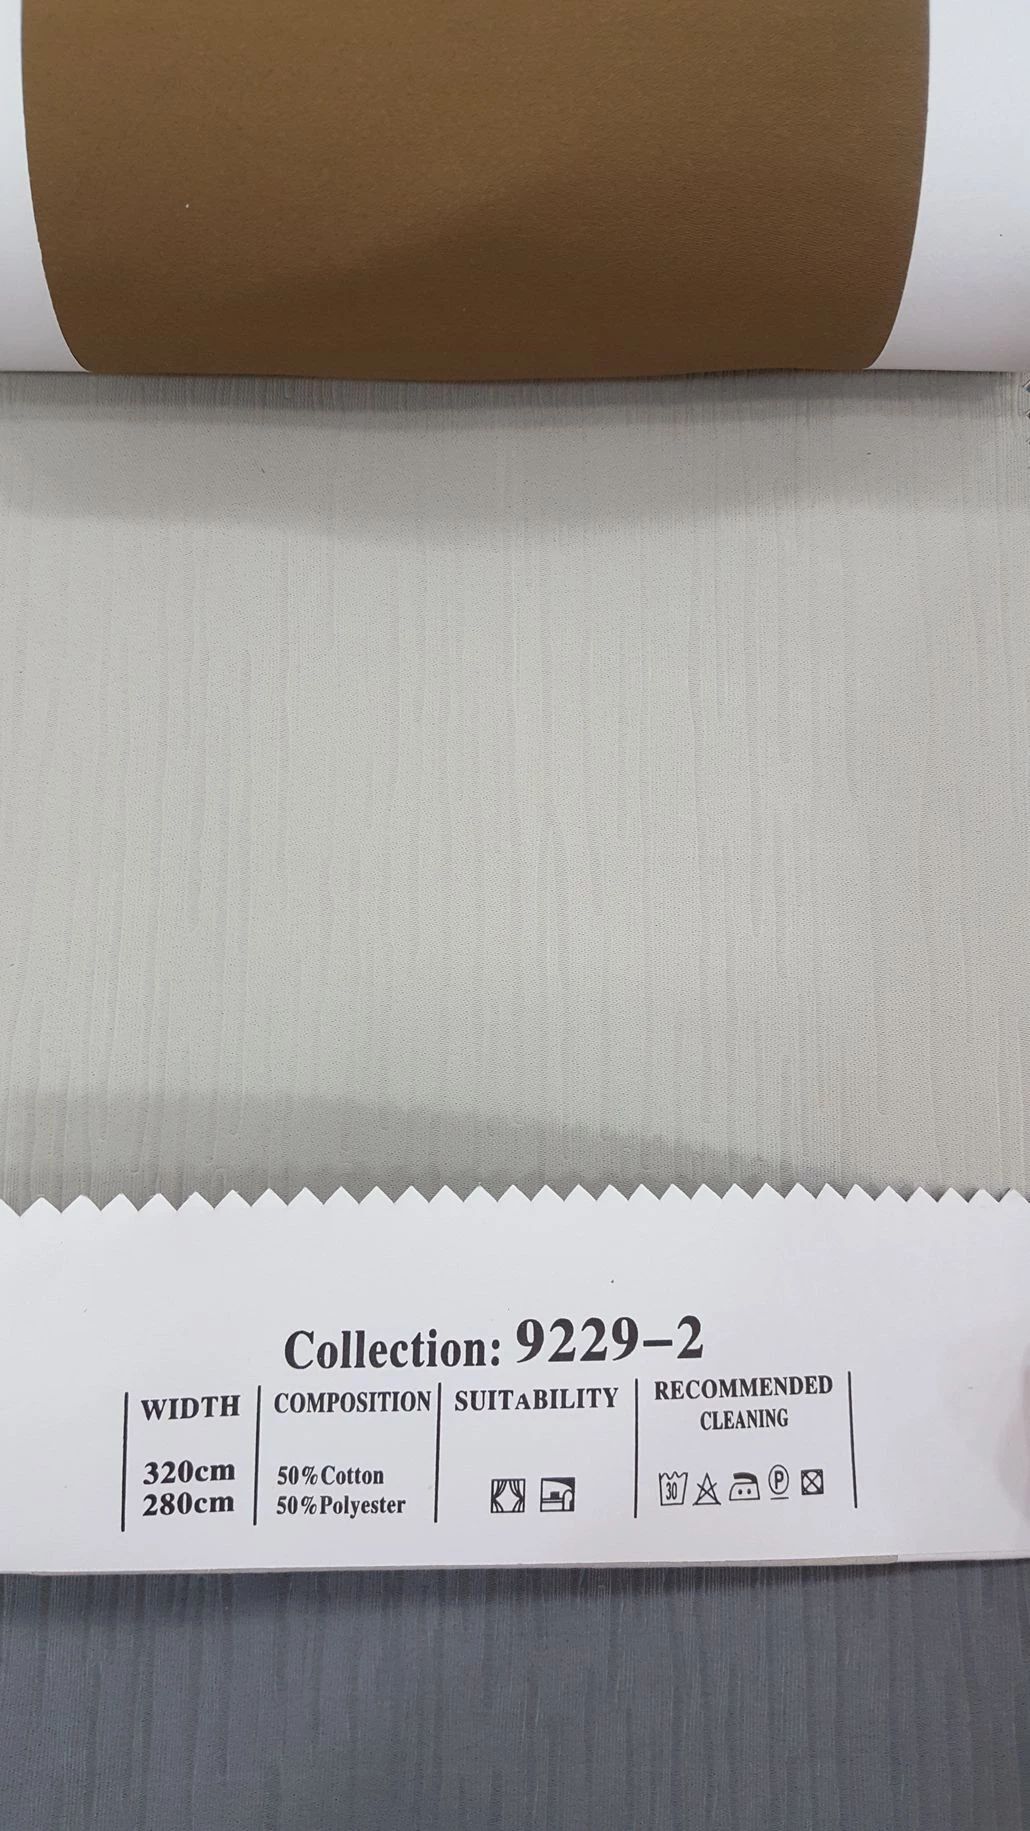 Collection: 9229-2
WIDTH
320cm
280cm
COMPOSITION
50%Cotton
50%Polyester
SUITABILITY
RECOMMENDED
CLEANING
30
P